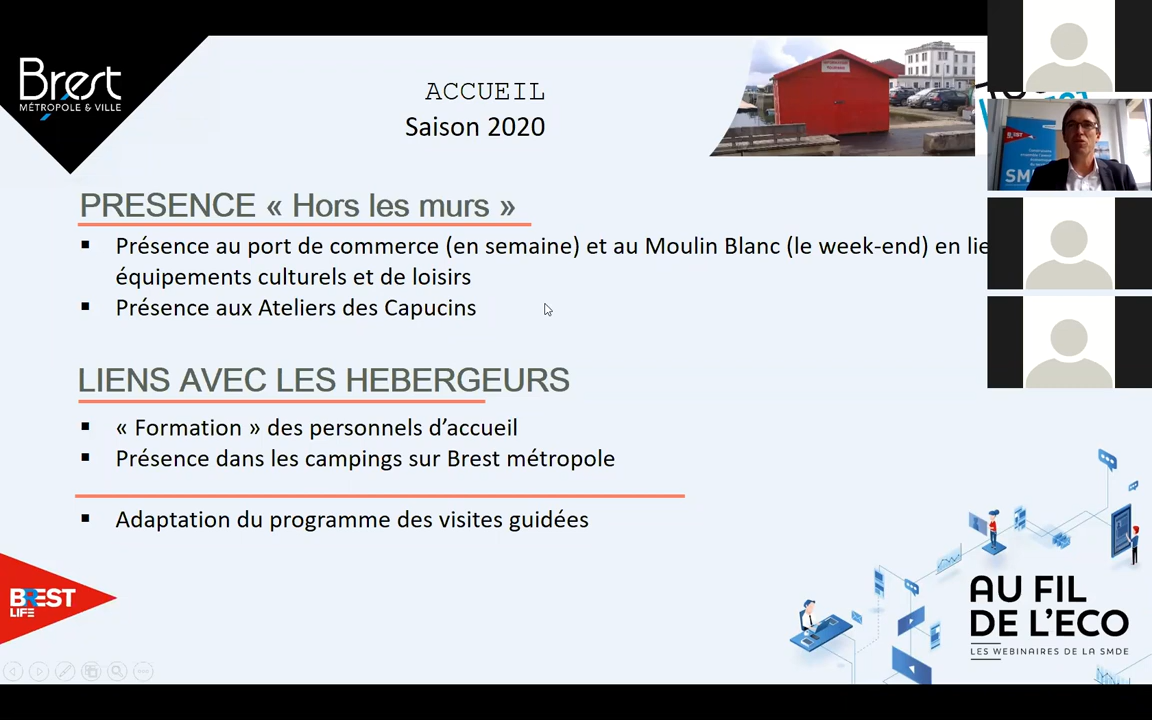 Brest
MÉTROPOLE & VILLE
ACCUEIL
Saison 2020
SM
PRESENCE « Hors les murs »
▪ Présence au port de commerce (en semaine) et au Moulin Blanc (le week-end) en lie
équipements culturels et de loisirs
▪ Présence aux Ateliers des Capucins
LIENS AVEC LES HEBERGEURS
▪ « Formation » des personnels d’accueil
▪ Présence dans les campings sur Brest métropole
▪ Adaptation du programme des visites guidées
BREST
LIFE
AU FIL
DE L’ECO
LES WEBINAIRES DE LA SMDE